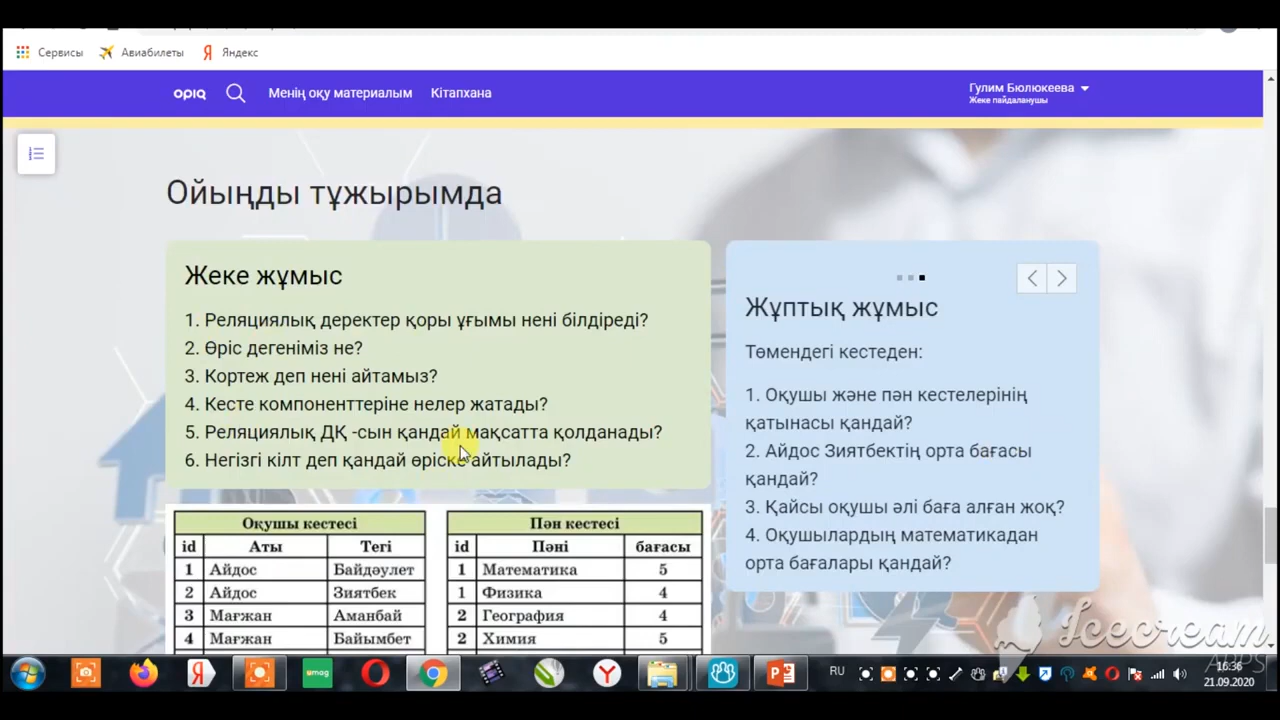 Сервисы Авиабилеты Яндекс
opiq Менің оқу материалым Кітапхана
Гулим Бюлюкеева
Жеке пайдаланушы
Ойыңды тұжырымда
Жеке жұмыс
1. Реляциялық деректер қоры ұғымы нені білдіреді?
2. Өріс дегеніміз не?
3. Кортеж деп нені айтамыз?
4. Кесте компоненттеріне нелер жатады?
5. Реляциялық ДҚ -сын қандай мақсатта қолданады?
6. Негізгі кілт деп қандай өріске айтылады?
Жұптық жұмыс
Төмендегі кестеден:
1. Оқушы және пән кестелерінің
қатынасы қандай?
2. Айдос Зиятбектің орта бағасы
қандай?
3. Қайсы оқушы әлі баға алған жоқ?
4. Оқушылардың математикадан
орта бағалары қандай?
Оқушы кестесі
id Аты Тегі
1 Айдос Байдәулет
2 Айдос Зиятбек
3 Мағжан Аманбай
4 Мағжан Байымбет
Пән кестесі
id Пәні бағасы
1 Математика 5
1 Физика 4
2 География 4
2 Химия 5
Icecream
APPS
umag
RU
16:36
21.09.2020